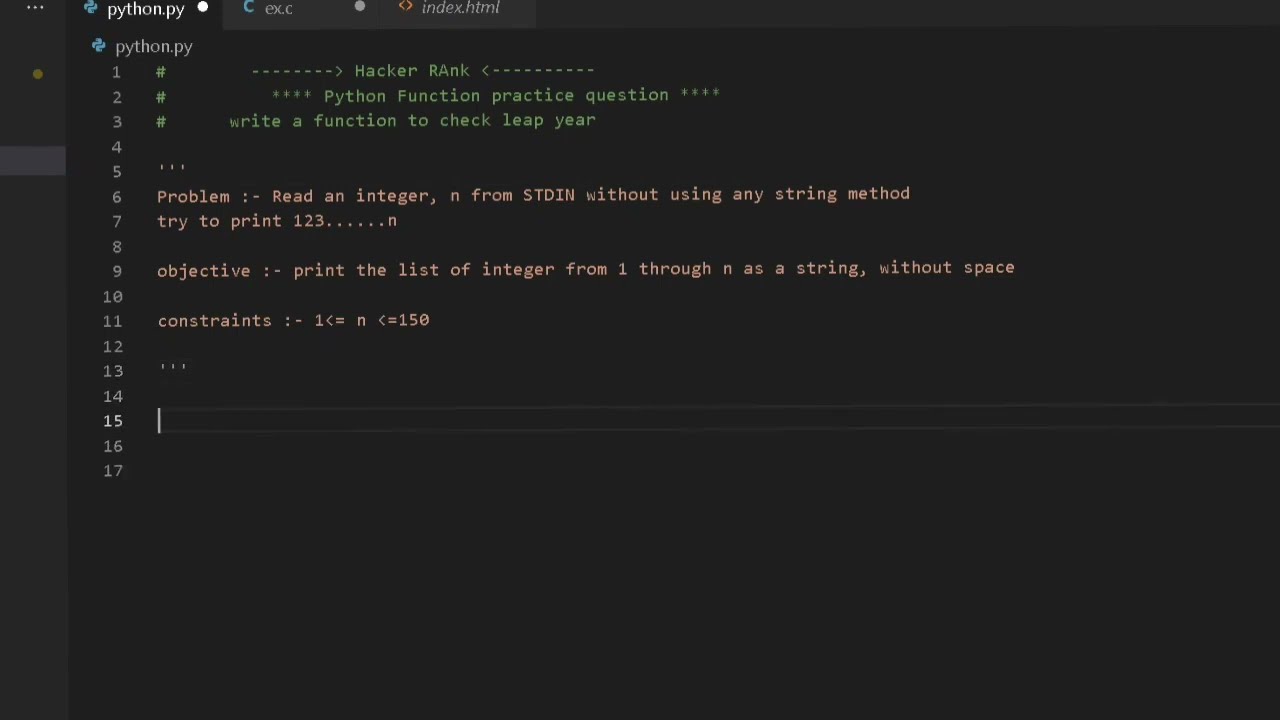 ... python.py ex.c index.html
python.py
1 # --------> Hacker RAnk <----------
2 # **** Python Function practice question ****
3 # write a function to check leap year
4
5 '''
6 Problem :- Read an integer, n from STDIN without using any string method
7 try to print 123......n
8
9 objective :- print the list of integer from 1 through n as a string, without space
10
11 constraints :- 1<= n <=150
12
13 '''
14
15
16
17